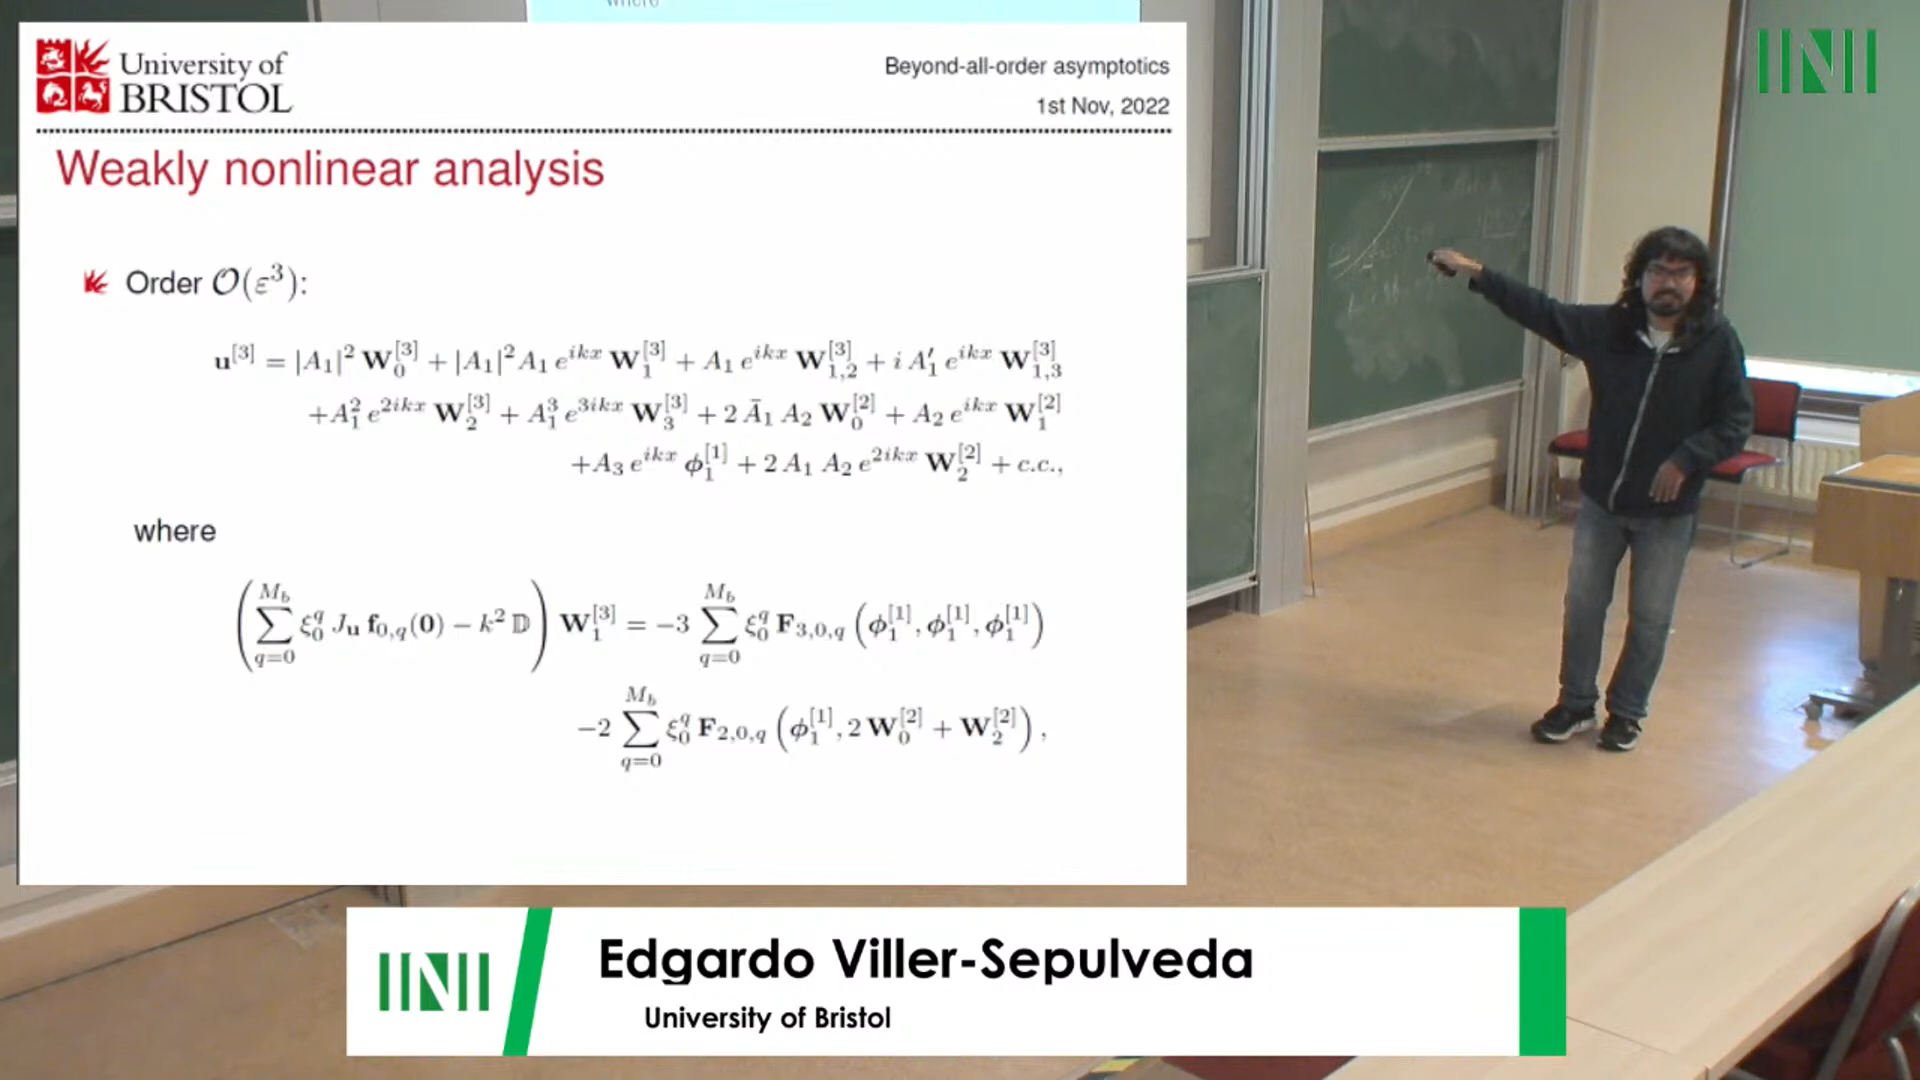 where
University of
BRISTOL
Beyond-all-order asymptotics
1st Nov, 2022
Weakly nonlinear analysis
Order 𝒪(ε³):
𝐮^{[3]} = |A₁|² 𝐖₀^{[3]} + |A₁|² A₁ e^{ikx} 𝐖₁^{[3]} + A₁ e^{ikx} 𝐖_{1,2}^{[3]} + i A₁′ e^{ikx} 𝐖_{1,3}^{[3]}
+A₁² e^{2ikx} 𝐖₂^{[3]} + A₁³ e^{3ikx} 𝐖₃^{[3]} + 2 Ā₁ A₂ 𝐖₀^{[2]} + A₂ e^{ikx} 𝐖₁^{[2]}
+A₃ e^{ikx} ϕ₁^{[1]} + 2 A₁ A₂ e^{2ikx} 𝐖₂^{[2]} + c.c.,
where
(∑_{q=0}^{M_b} ξ₀^q J_𝐮 𝐟_{0,q}(𝟎) − k² 𝔻) 𝐖₁^{[3]} = −3 ∑_{q=0}^{M_b} ξ₀^q 𝐅_{3,0,q} (ϕ₁^{[1]}, ϕ₁^{[1]}, ϕ₁^{[1]})
−2 ∑_{q=0}^{M_b} ξ₀^q 𝐅_{2,0,q} (ϕ₁^{[1]}, 2 𝐖₀^{[2]} + 𝐖₂^{[2]}),
Edgardo Viller-Sepulveda
University of Bristol